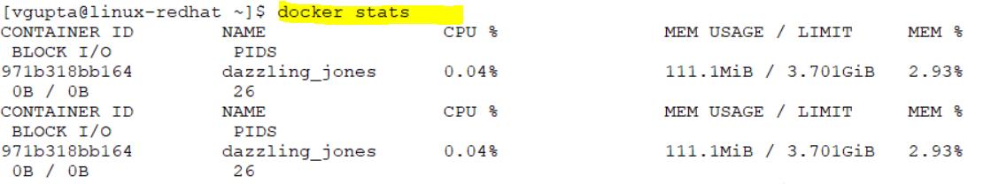 [vgupta@linux-redhat ~]$ docker stats
CONTAINER ID NAME CPU % MEM USAGE / LIMIT MEM %
BLOCK I/O PIDS
971b318bb164 dazzling_jones 0.04% 111.1MiB / 3.701GiB 2.93%
0B / 0B 26
CONTAINER ID NAME CPU % MEM USAGE / LIMIT MEM %
BLOCK I/O PIDS
971b318bb164 dazzling_jones 0.04% 111.1MiB / 3.701GiB 2.93%
0B / 0B 26